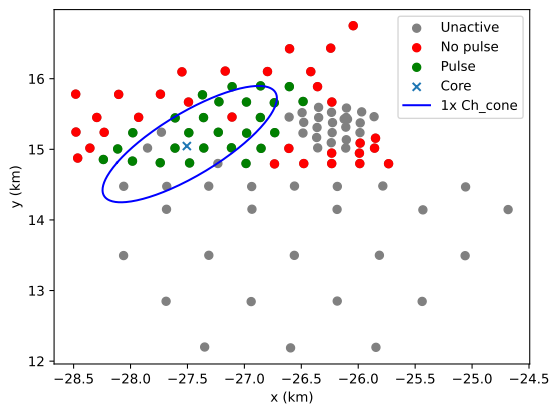 Unactive
No pulse
Pulse
Core
1x Ch_cone
y (km)
16
15
14
13
12
−28.5 −28.0 −27.5 −27.0 −26.5 −26.0 −25.5 −25.0 −24.5
x (km)